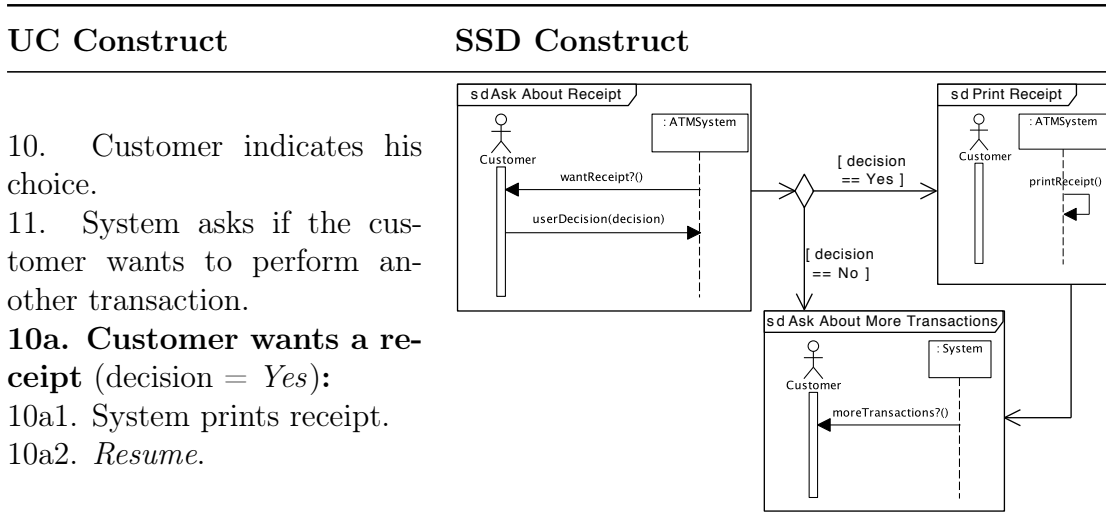 UC Construct
SSD Construct
10. Customer indicates his
choice.
11. System asks if the cus-
tomer wants to perform an-
other transaction.
10a. Customer wants a re-
ceipt (decision = Yes):
10a1. System prints receipt.
10a2. Resume.
sd Ask About Receipt
Customer
: ATMSystem
wantReceipt?()
userDecision(decision)
[ decision
== Yes ]
[ decision
== No ]
sd Print Receipt
Customer
: ATMSystem
printReceipt()
sd Ask About More Transactions
Customer
: System
moreTransactions?()